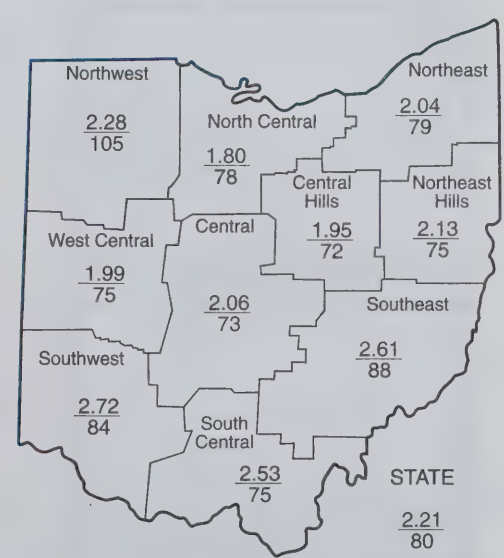 Northwest
2.28
105
North Central
1.80
78
Northeast
2.04
79
West Central
1.99
75
Central
2.06
73
Central
Hills
1.95
72
Northeast
Hills
2.13
75
Southwest
2.72
84
South
Central
2.53
75
Southeast
2.61
88
STATE
2.21
80